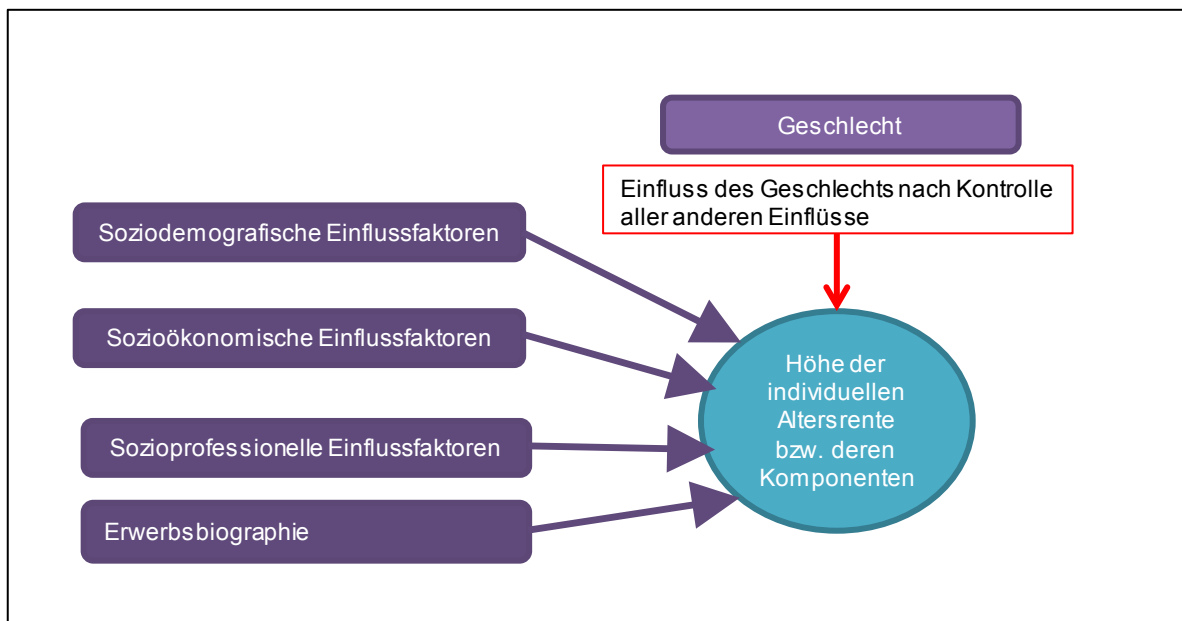 Geschlecht
Einfluss des Geschlechts nach Kontrolle
aller anderen Einflüsse
Soziodemografische Einflussfaktoren
Sozioökonomische Einflussfaktoren
Sozioprofessionelle Einflussfaktoren
Erwerbsbiographie
Höhe der
individuellen
Altersrente
bzw. deren
Komponenten